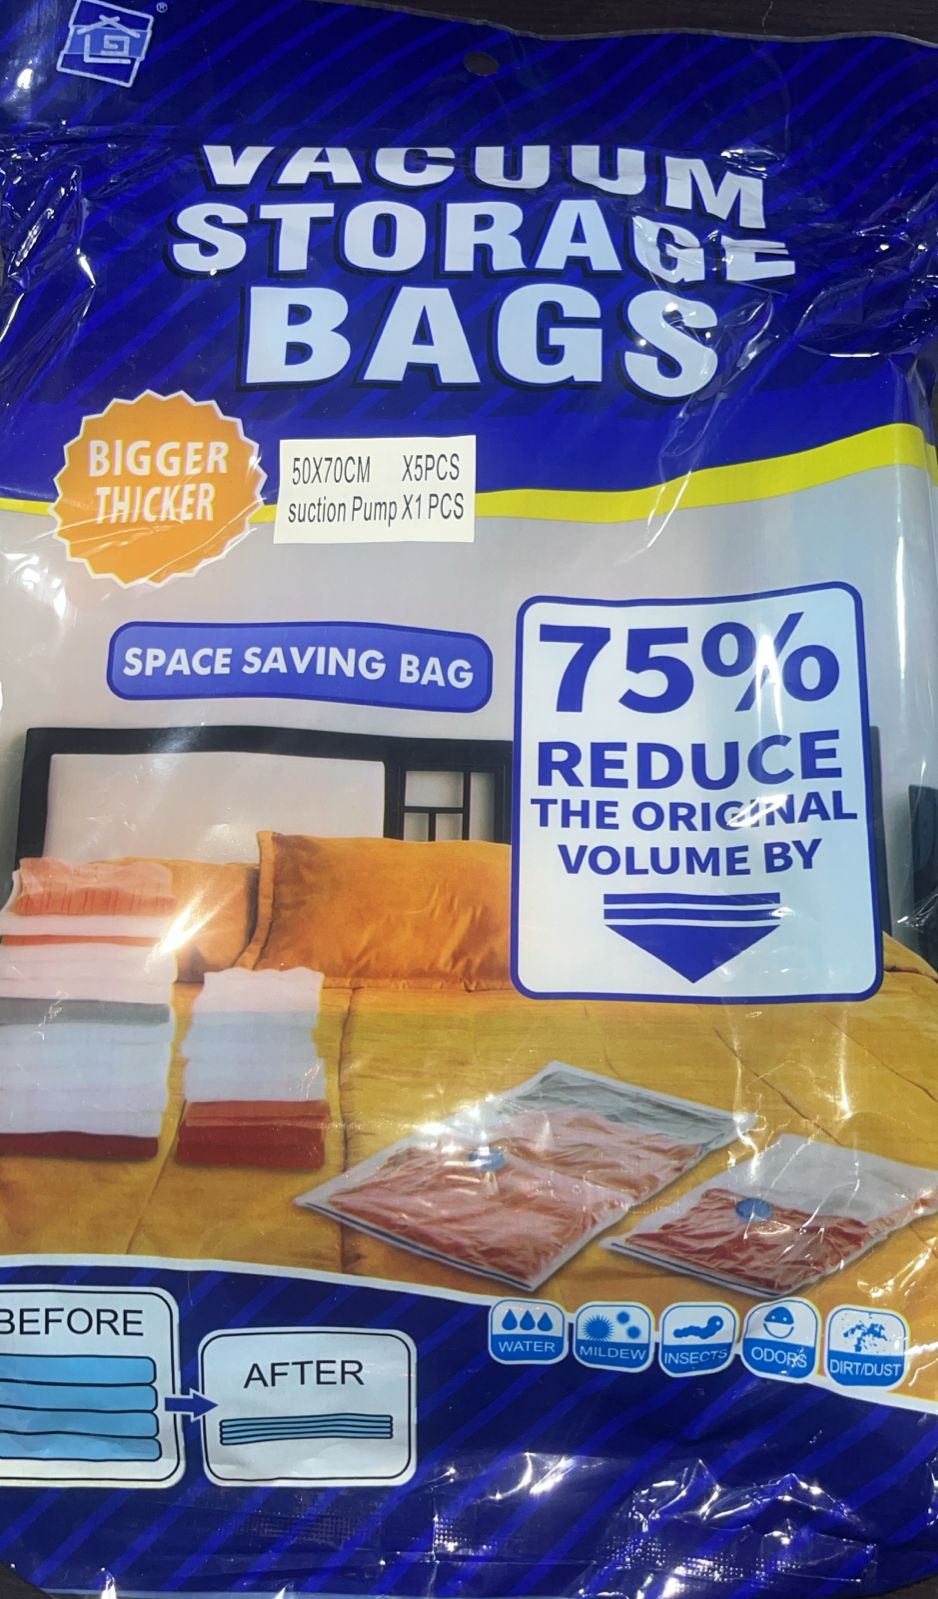 ®
VACUUM
STORAGE
BAGS
BIGGER
THICKER
50X70CM X5PCS
suction Pump X1 PCS
SPACE SAVING BAG
75%
REDUCE
THE ORIGINAL
VOLUME BY
BEFORE
AFTER
WATER
MILDEW
INSECTS
ODORS
DIRT/DUST